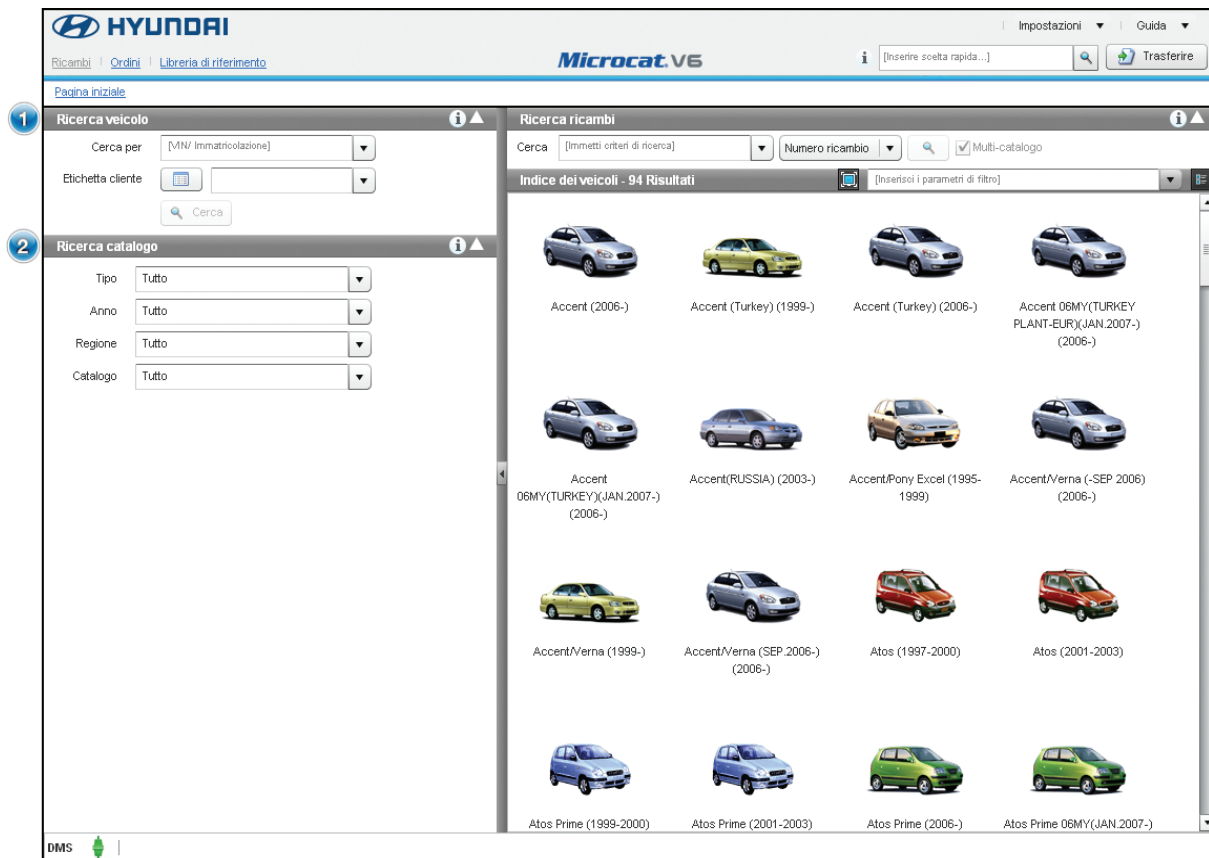 HYUNDAI
Impostazioni
Guida
Ricambi
Ordini
Libreria di riferimento
Microcat. V6
i
[Inserire scelta rapida...]
Trasferire
Pagina iniziale
1
Ricerca veicolo
i
Cerca per
[VIN/ Immatricolazione]
Etichetta cliente
Cerca
2
Ricerca catalogo
i
Tipo
Tutto
Anno
Tutto
Regione
Tutto
Catalogo
Tutto
Ricerca ricambi
i
Cerca
[Immetti criteri di ricerca]
Numero ricambio
Multi-catalogo
Indice dei veicoli - 94 Risultati
[Inserisci i parametri di filtro]
Accent (2006-)
Accent (Turkey) (1999-)
Accent (Turkey) (2006-)
Accent 06MY(TURKEY
PLANT-EUR)(JAN.2007-)
(2006-)
Accent
06MY(TURKEY)(JAN.2007-)
(2006-)
Accent(RUSSIA) (2003-)
Accent/Pony Excel (1995-
1999)
Accent/Verna (-SEP 2006)
(2006-)
Accent/Verna (1999-)
Accent/Verna (SEP.2006-)
(2006-)
Atos (1997-2000)
Atos (2001-2003)
Atos Prime (1999-2000)
Atos Prime (2001-2003)
Atos Prime (2006-)
Atos Prime 06MY(JAN.2007-)
DMS